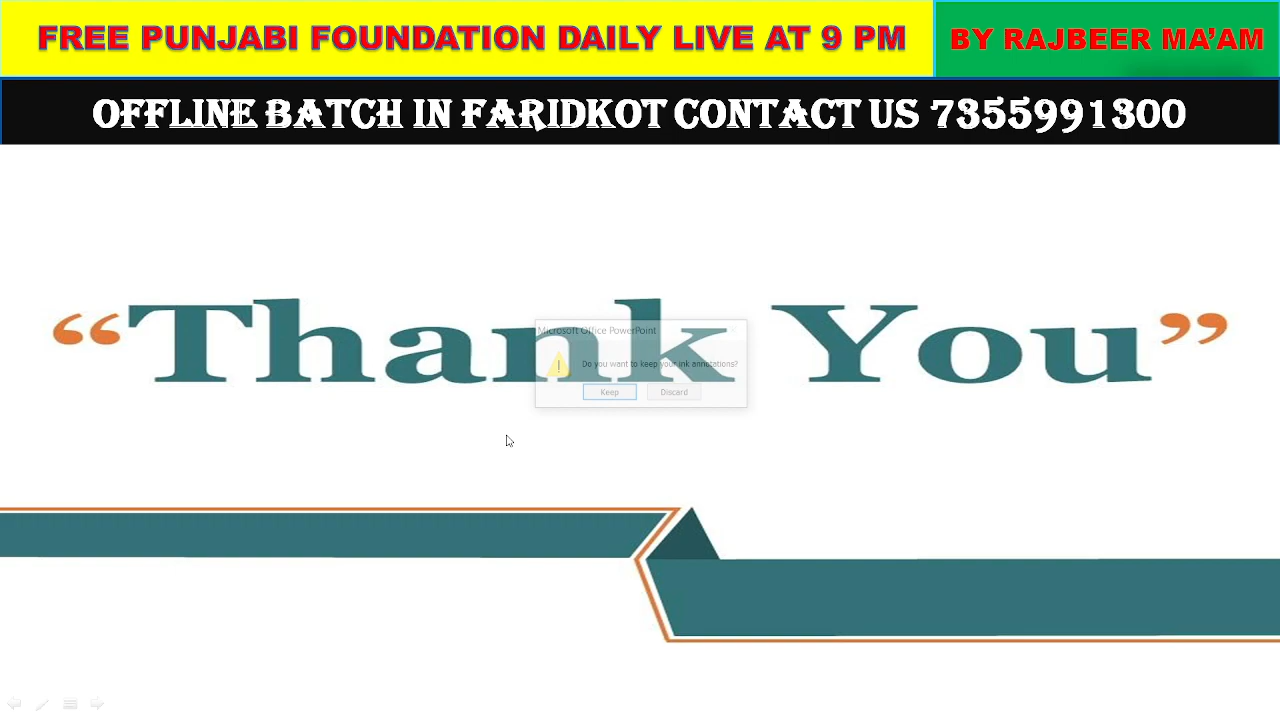 FREE PUNJABI FOUNDATION DAILY LIVE AT 9 PM
BY RAJBEER MA’AM
OFFLINE BATCH IN FARIDKOT CONTACT US 7355991300
“Thank You”
Microsoft Office PowerPoint
Do you want to keep your ink annotations?
Keep
Discard